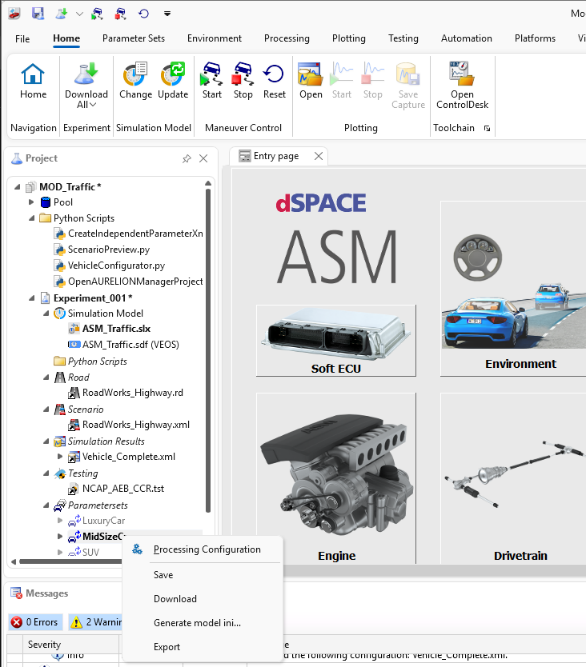 Mo
File Home Parameter Sets Environment Processing Plotting Testing Automation Platforms Vi
Home Download All Change Update Start Stop Reset Open Start Stop Save Capture Open ControlDesk
Navigation Experiment Simulation Model Maneuver Control Plotting Toolchain
Project
Entry page
MOD_Traffic *
Pool
Python Scripts
CreateIndependentParameterXn
ScenarioPreview.py
VehicleConfigurator.py
OpenAURELIONManagerProject
Experiment_001 *
Simulation Model
ASM_Traffic.slx
ASM_Traffic.sdf (VEOS)
Python Scripts
Road
RoadWorks_Highway.rd
Scenario
RoadWorks_Highway.xml
Simulation Results
Vehicle_Complete.xml
Testing
NCAP_AEB_CCR.tst
Parametersets
LuxuryCar
MidSizeC
SUV
dSPACE
ASM
Soft ECU
Environment
Engine
Drivetrain
Processing Configuration
Save
Download
Generate model ini...
Export
Messages
0 Errors 2 Warnin
Severity
Info
the following configuration: Vehicle_Complete.xml.